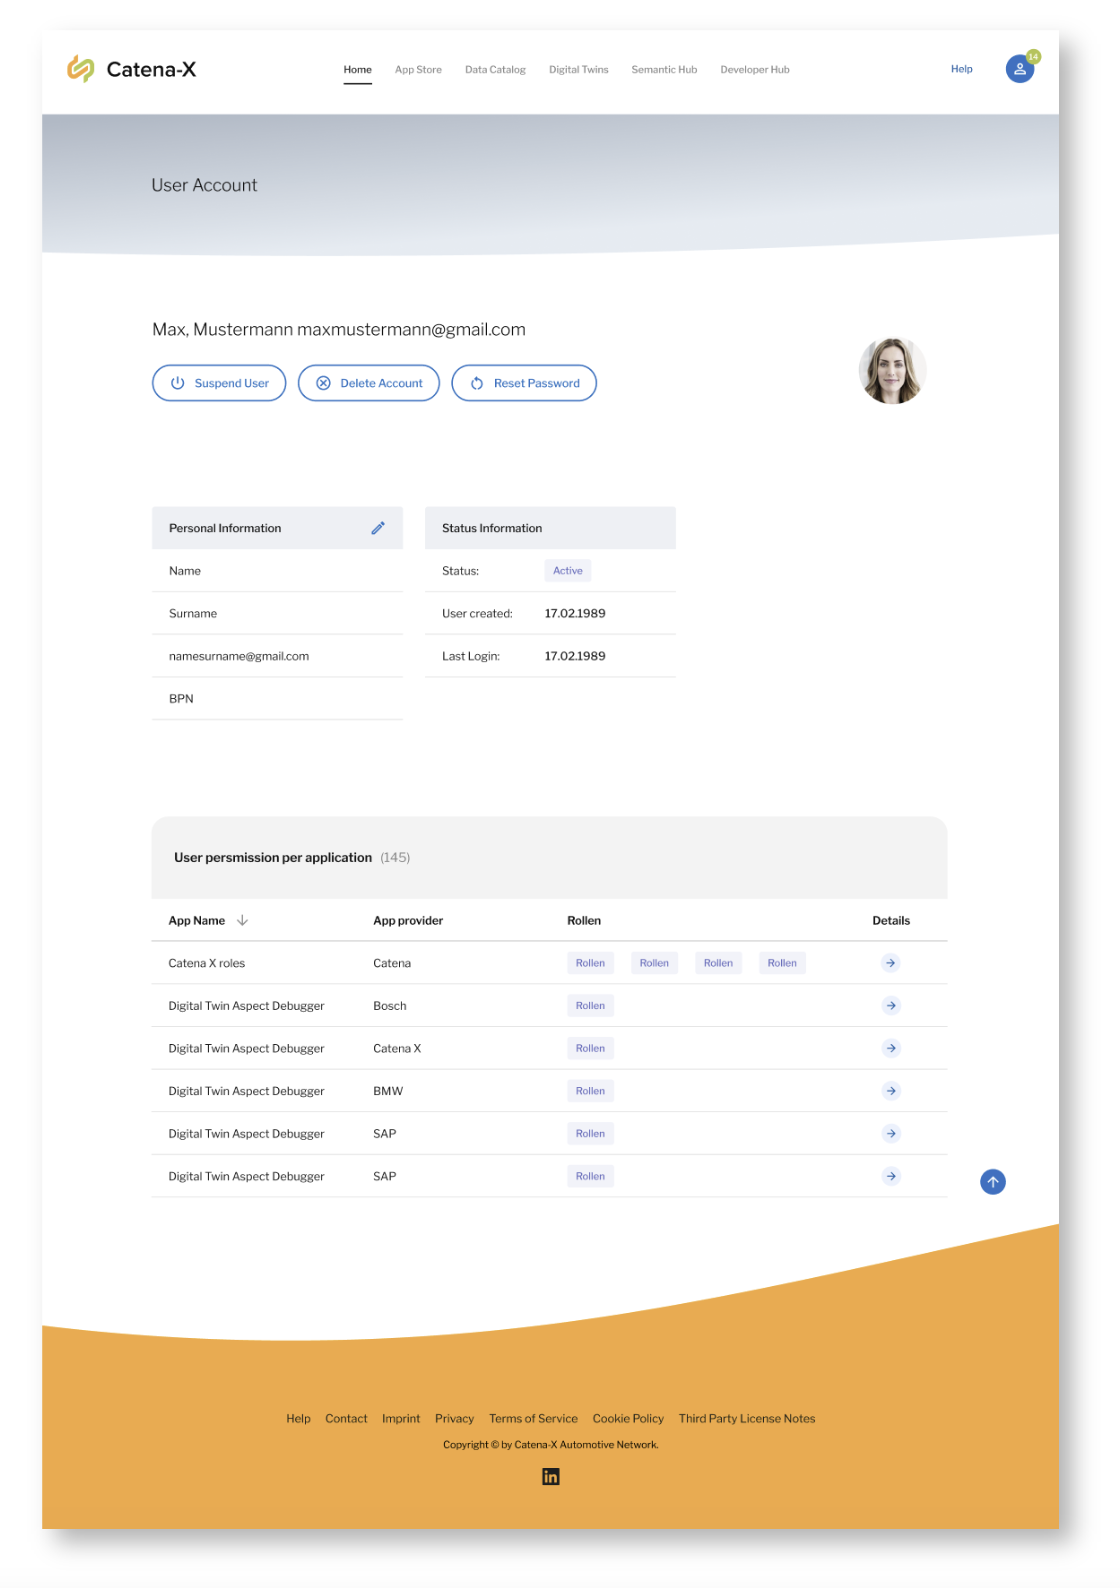 Catena-X
Home App Store Data Catalog Digital Twins Semantic Hub Developer Hub Help 14
User Account
Max, Mustermann maxmustermann@gmail.com
Suspend User Delete Account Reset Password
Personal Information Status Information
Name Status: Active
Surname User created: 17.02.1989
namesurname@gmail.com Last Login: 17.02.1989
BPN
User persmission per application (145)
App Name App provider Rollen Details
Catena X roles Catena Rollen Rollen Rollen Rollen
Digital Twin Aspect Debugger Bosch Rollen
Digital Twin Aspect Debugger Catena X Rollen
Digital Twin Aspect Debugger BMW Rollen
Digital Twin Aspect Debugger SAP Rollen
Digital Twin Aspect Debugger SAP Rollen
Help Contact Imprint Privacy Terms of Service Cookie Policy Third Party License Notes
Copyright © by Catena-X Automotive Network.
in